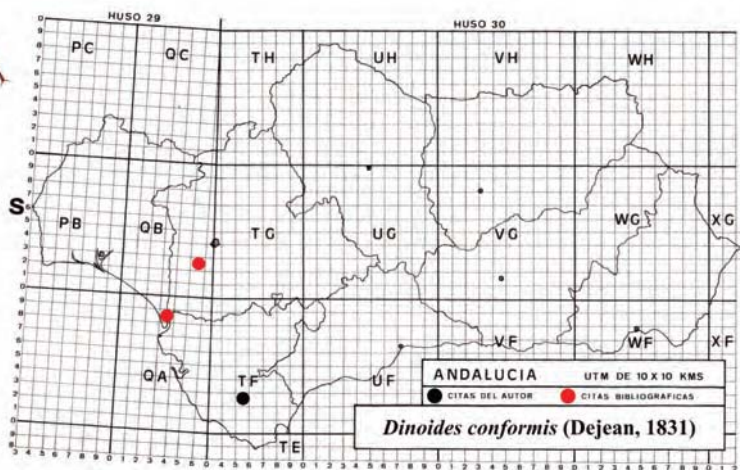 HUSO 29
HUSO 30
PC QC TH UH VH WH
S
PB QB TG UG VG WG XG
QA TF UF VF WF XF
TE
ANDALUCIA UTM DE 10 X 10 KMS
CITAS DEL AUTOR CITAS BIBLIOGRAFICAS
Dinoides conformis (Dejean, 1831)